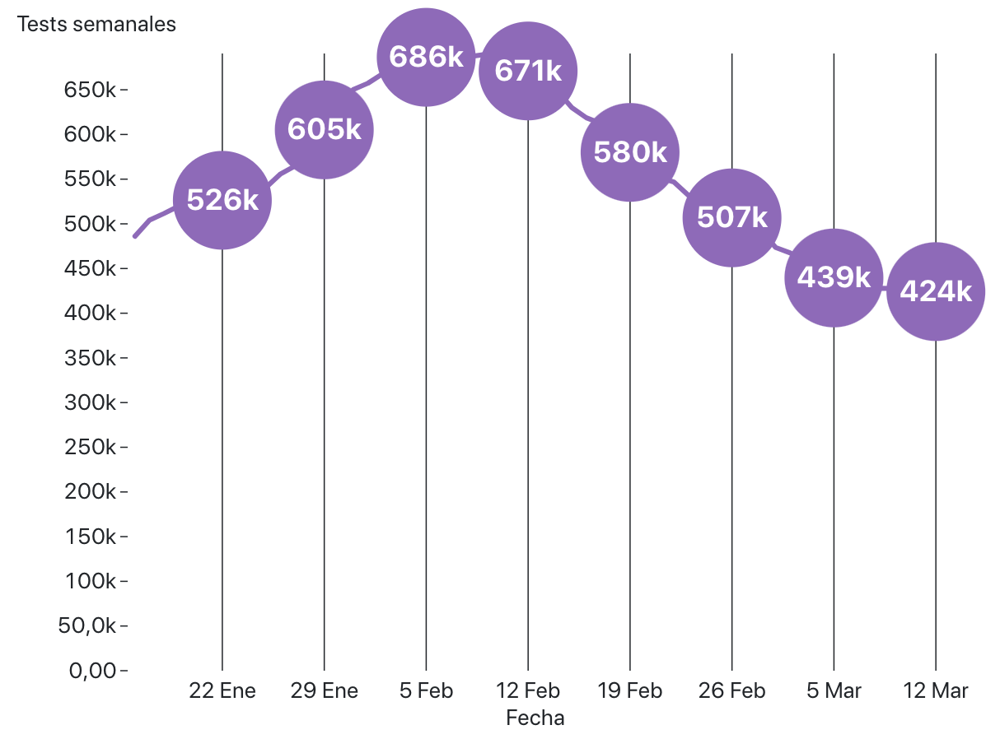 Tests semanales
686k
671k
650k
605k
600k
580k
550k
526k
507k
500k
450k
439k
424k
400k
350k
300k
250k
200k
150k
100k
50,0k
0,00
22 Ene 29 Ene 5 Feb 12 Feb 19 Feb 26 Feb 5 Mar 12 Mar
Fecha